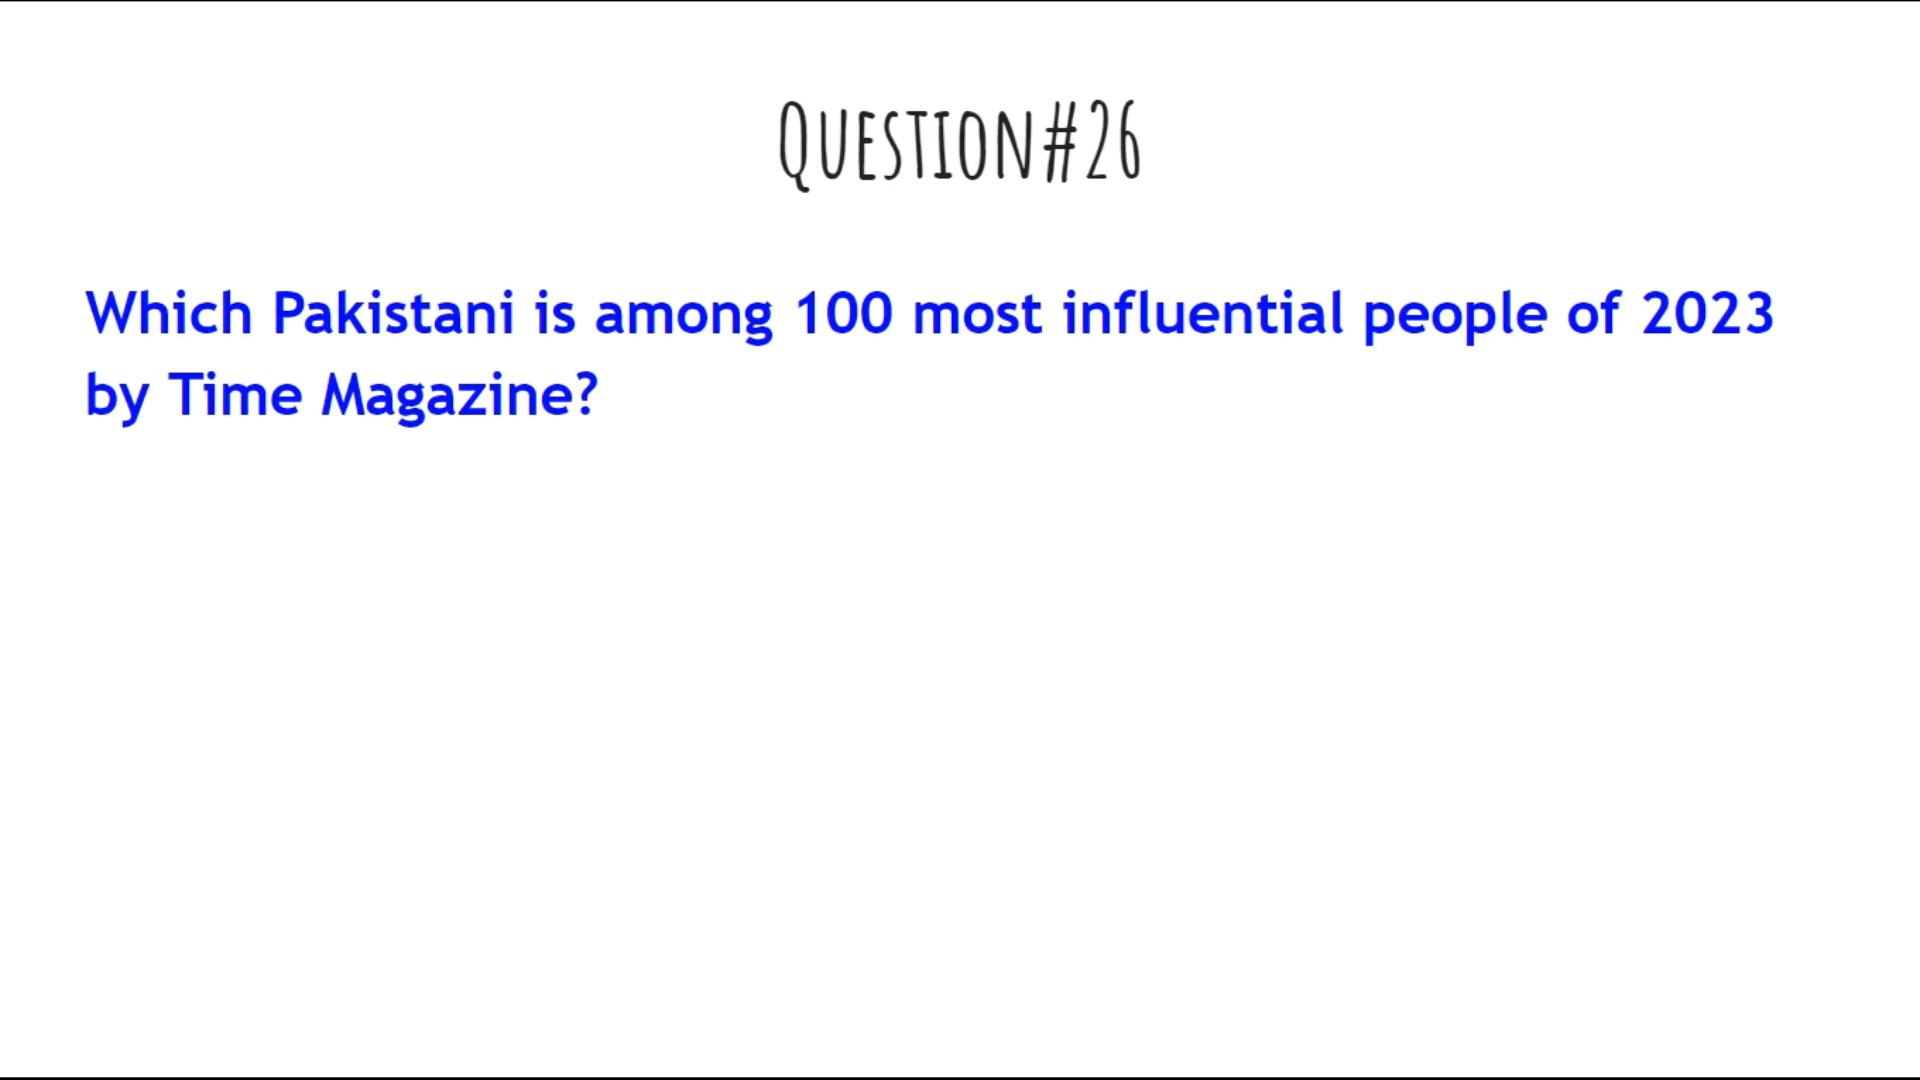 Question#26
Which Pakistani is among 100 most influential people of 2023
by Time Magazine?